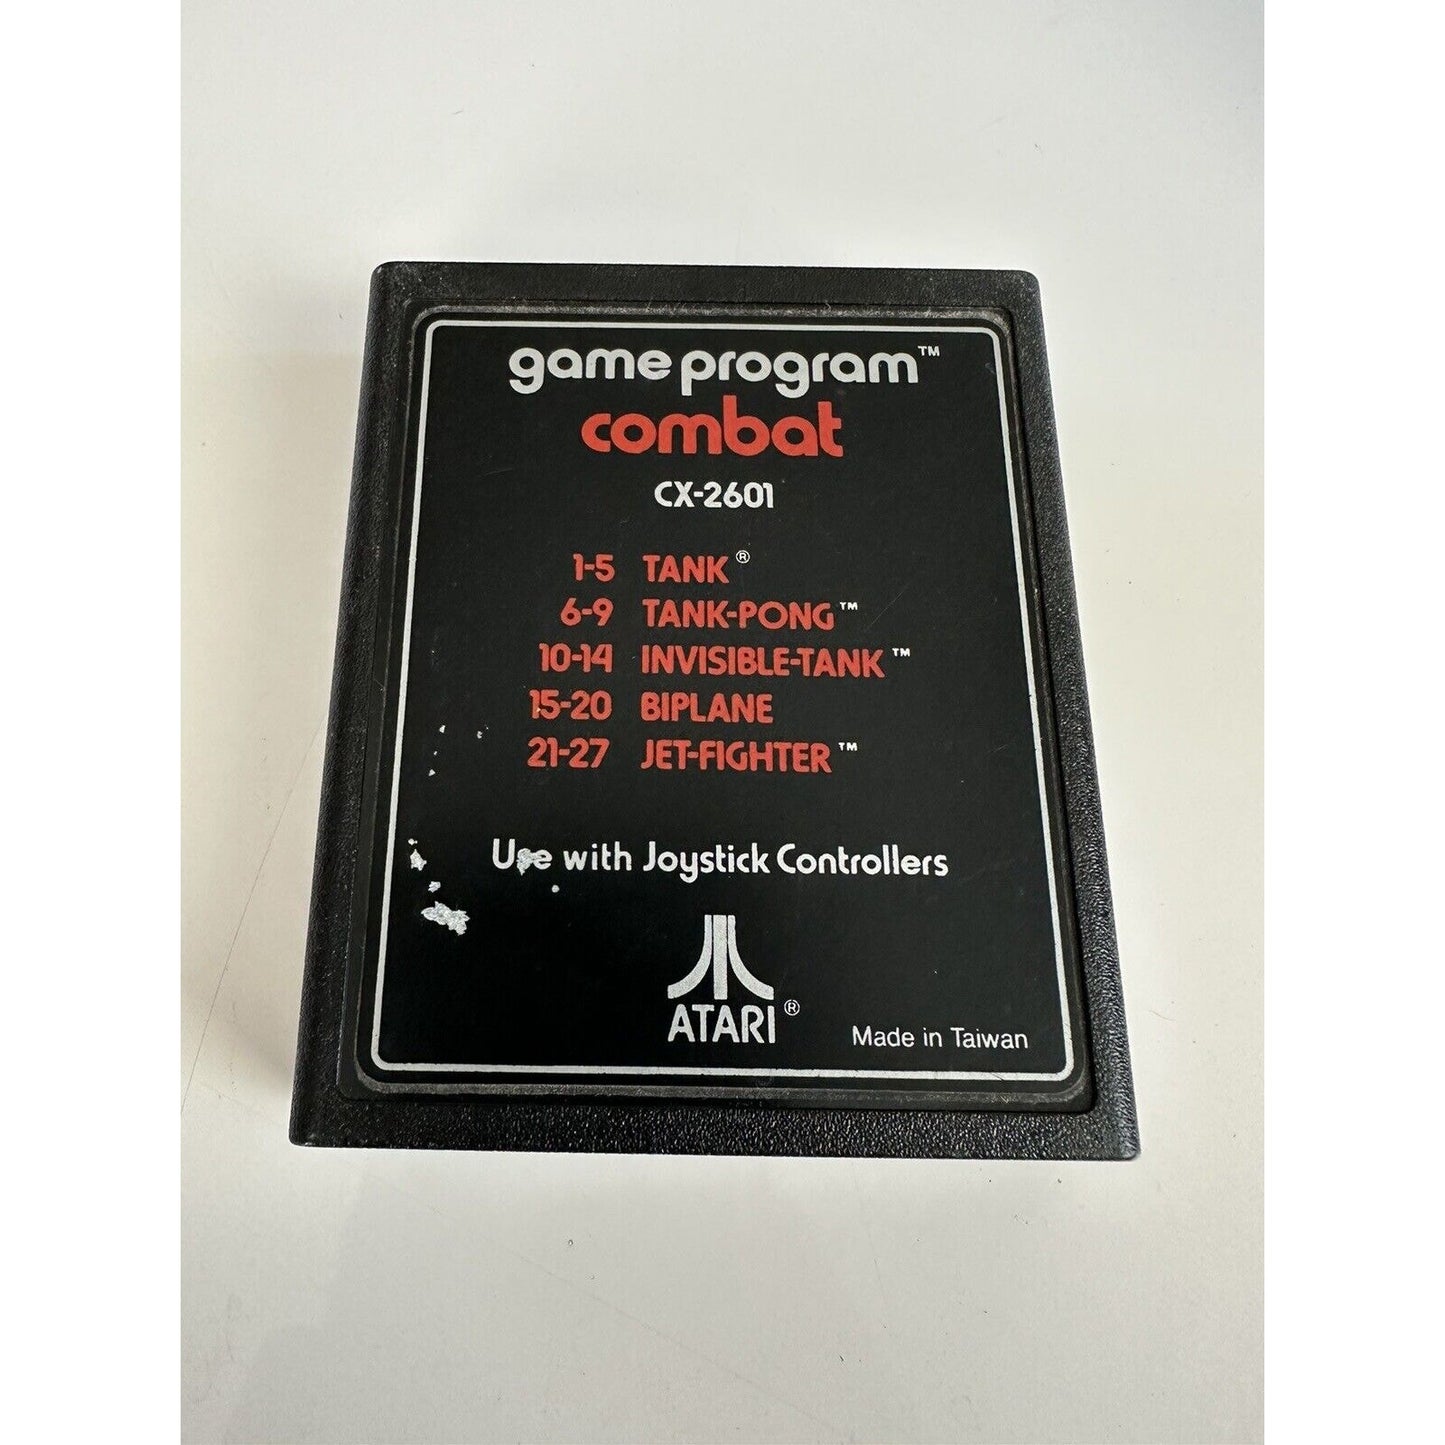 game program™
combat
CX-2601
1-5 TANK®
6-9 TANK-PONG™
10-14 INVISIBLE-TANK™
15-20 BIPLANE
21-27 JET-FIGHTER™
Use with Joystick Controllers
ATARI®
Made in Taiwan